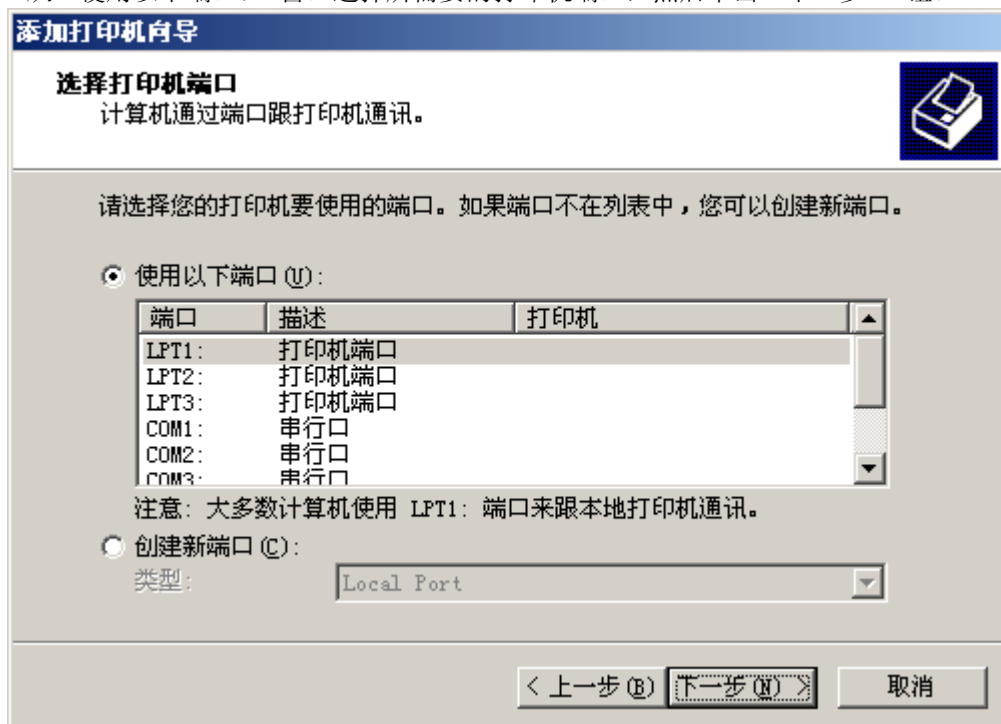 添加打印机向导
选择打印机端口
计算机通过端口跟打印机通讯。
请选择您的打印机要使用的端口。如果端口不在列表中，您可以创建新端口。
使用以下端口(U):
端口 描述 打印机
LPT1: 打印机端口
LPT2: 打印机端口
LPT3: 打印机端口
COM1: 串行口
COM2: 串行口
COM3: 串行口
注意: 大多数计算机使用 LPT1: 端口来跟本地打印机通讯。
创建新端口(C):
类型: Local Port
< 上一步(B) 下一步(N) > 取消